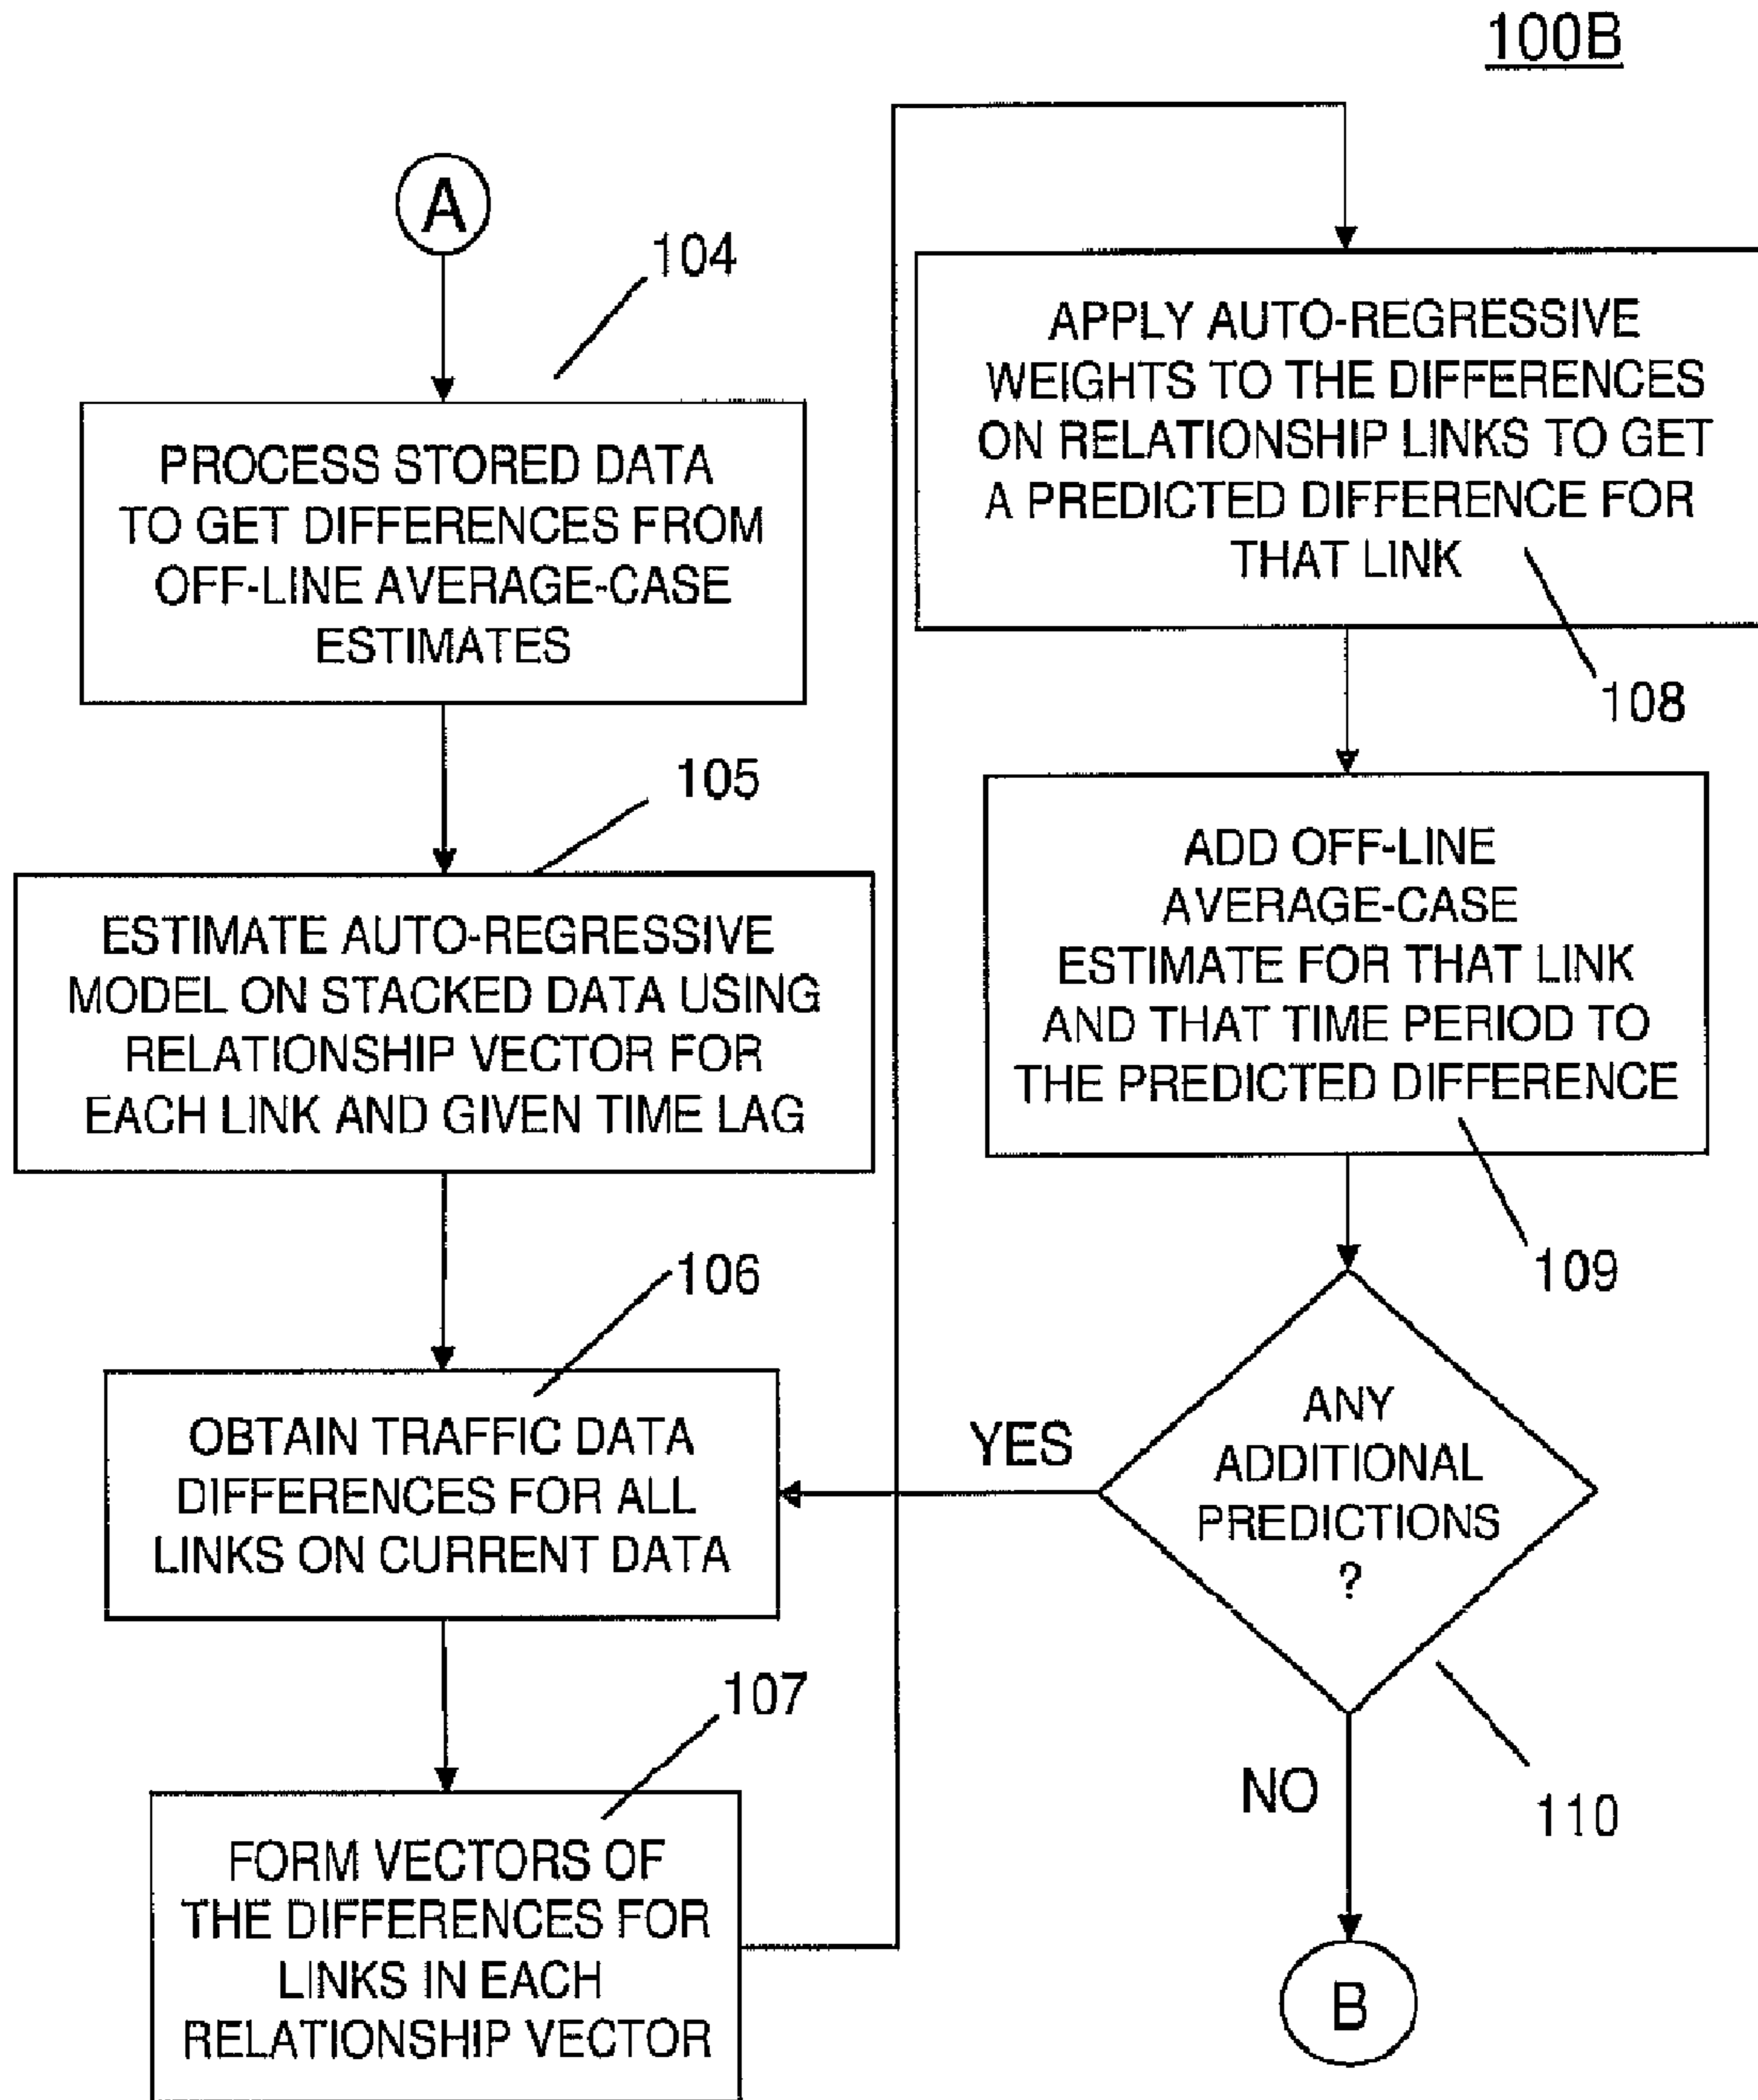 100B
A
104
PROCESS STORED DATA
TO GET DIFFERENCES FROM
OFF-LINE AVERAGE-CASE
ESTIMATES
105
ESTIMATE AUTO-REGRESSIVE
MODEL ON STACKED DATA USING
RELATIONSHIP VECTOR FOR
EACH LINK AND GIVEN TIME LAG
106
OBTAIN TRAFFIC DATA
DIFFERENCES FOR ALL
LINKS ON CURRENT DATA
107
FORM VECTORS OF
THE DIFFERENCES FOR
LINKS IN EACH
RELATIONSHIP VECTOR
APPLY AUTO-REGRESSIVE
WEIGHTS TO THE DIFFERENCES
ON RELATIONSHIP LINKS TO GET
A PREDICTED DIFFERENCE FOR
THAT LINK
108
ADD OFF-LINE
AVERAGE-CASE
ESTIMATE FOR THAT LINK
AND THAT TIME PERIOD TO
THE PREDICTED DIFFERENCE
109
ANY
ADDITIONAL
PREDICTIONS
?
YES
110
NO
B